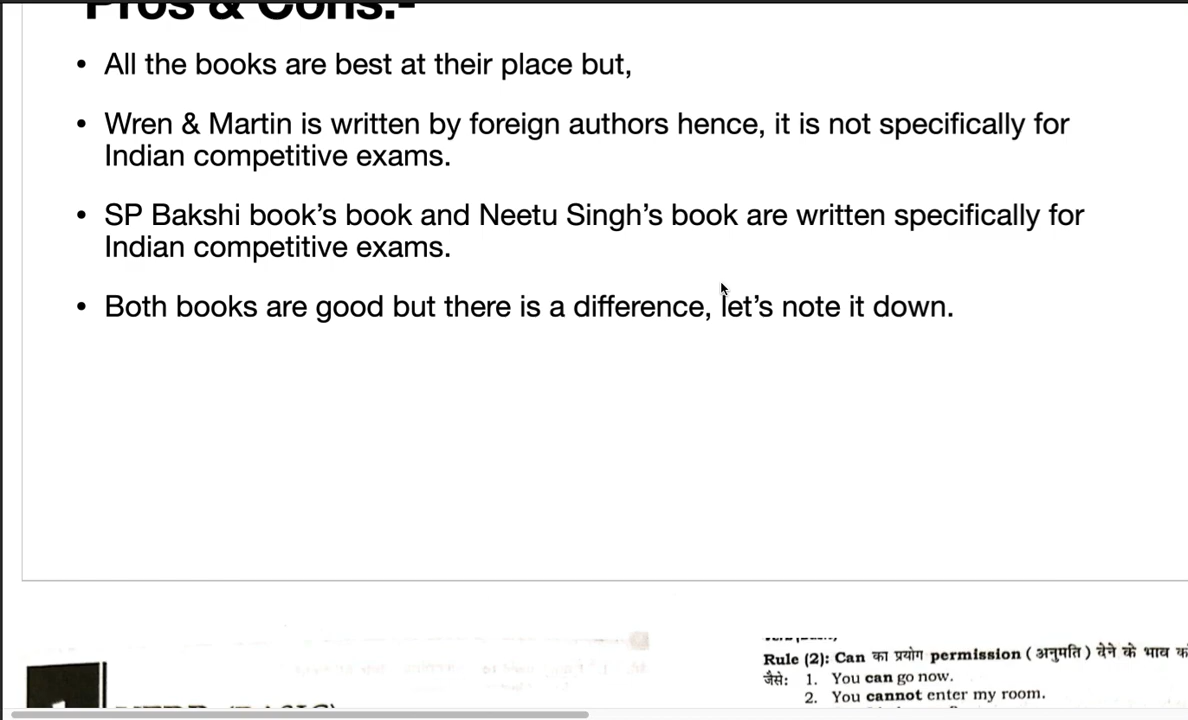 Pros & Cons:-
• All the books are best at their place but,
• Wren & Martin is written by foreign authors hence, it is not specifically for
Indian competitive exams.
• SP Bakshi book’s book and Neetu Singh’s book are written specifically for
Indian competitive exams.
• Both books are good but there is a difference, let’s note it down.
Rule (2): Can का प्रयोग permission ( अनुमति ) देने के भाव
जैसे: 1. You can go now.
2. You cannot enter my room.